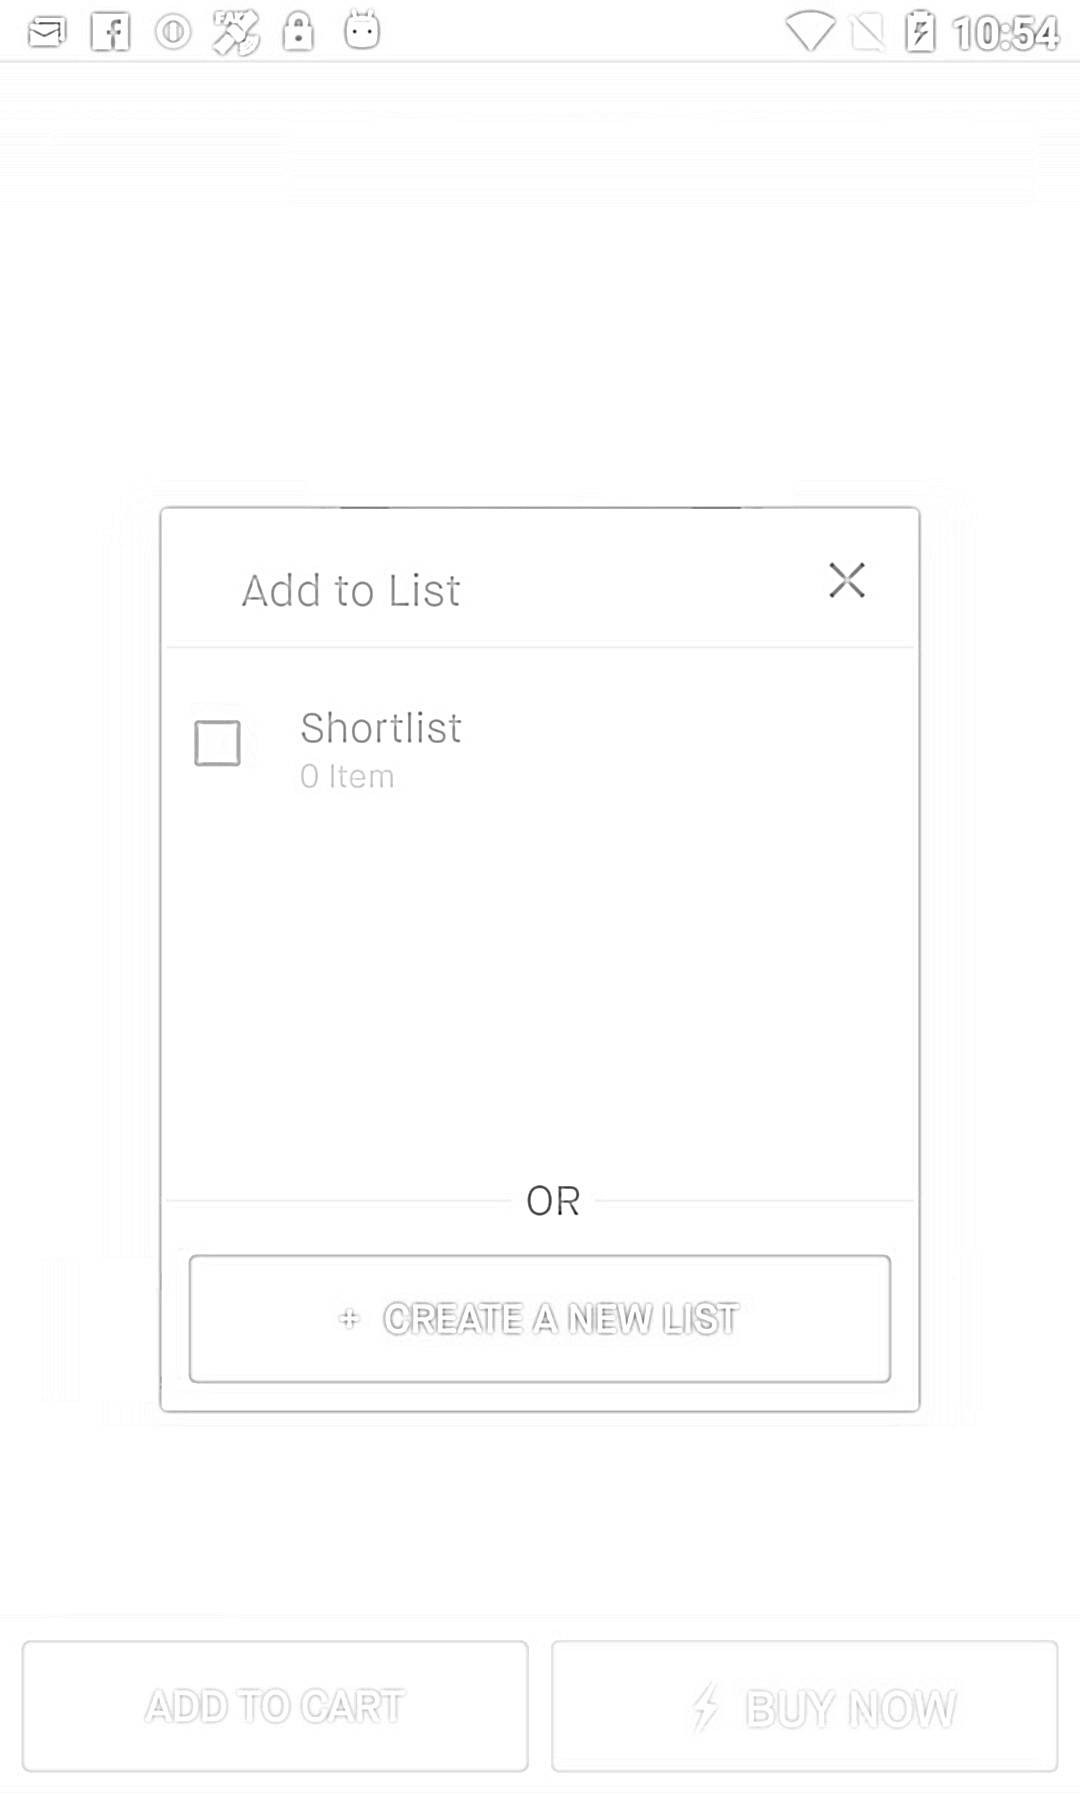 10:54
Add to List
Shortlist
0 Item
OR
+ CREATE A NEW LIST
ADD TO CART
BUY NOW